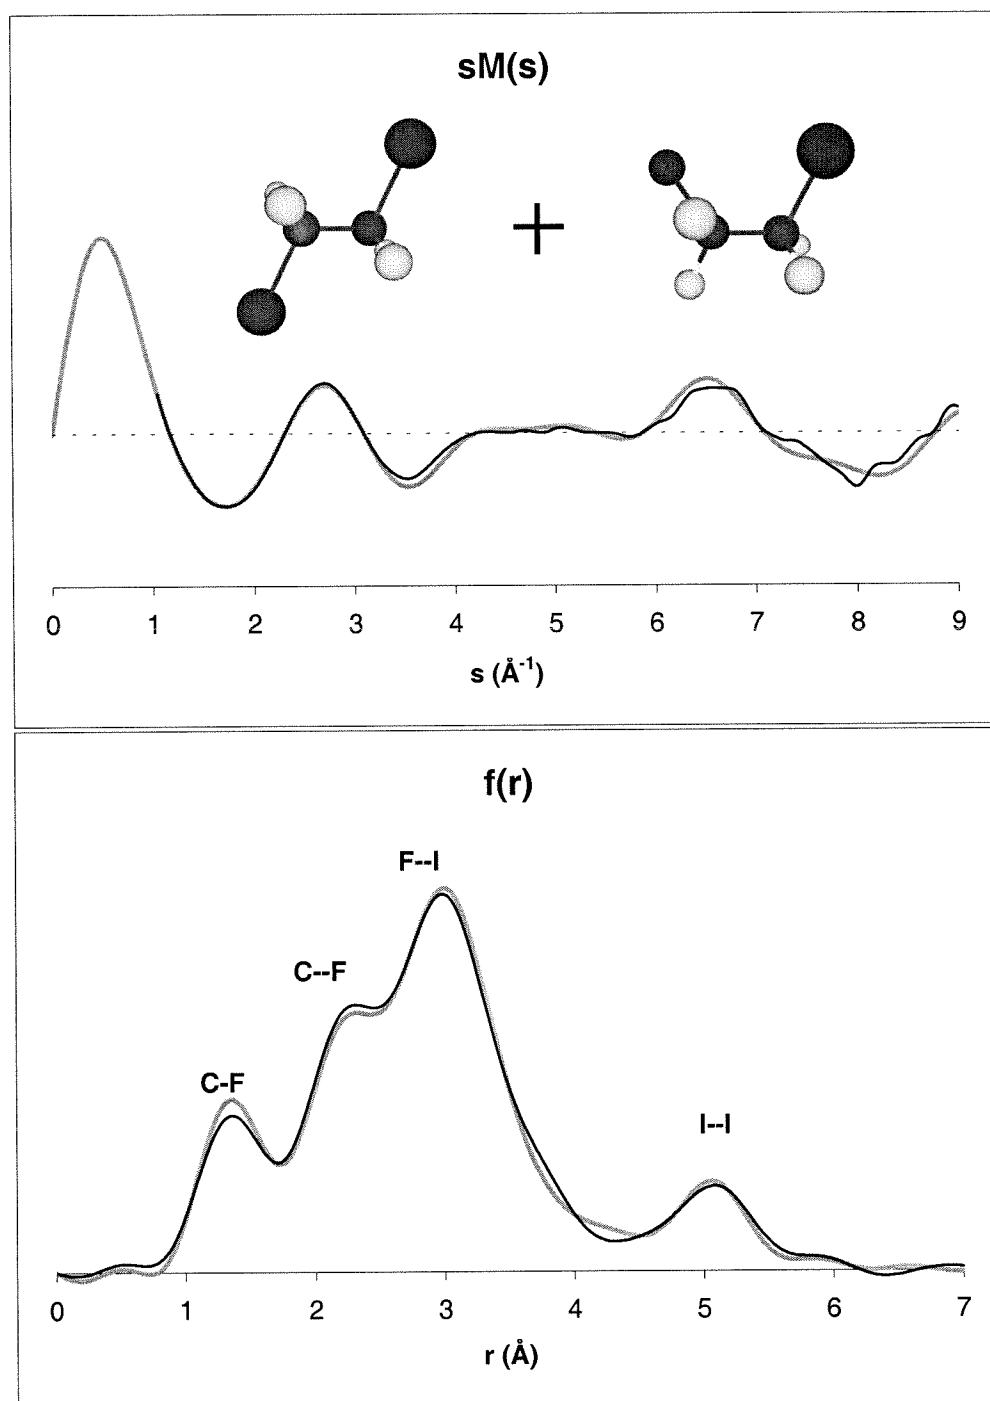 sM(s)
+
0 1 2 3 4 5 6 7 8 9
s (Å⁻¹)
f(r)
F--I
C--F
C-F
I--I
0 1 2 3 4 5 6 7
r (Å)